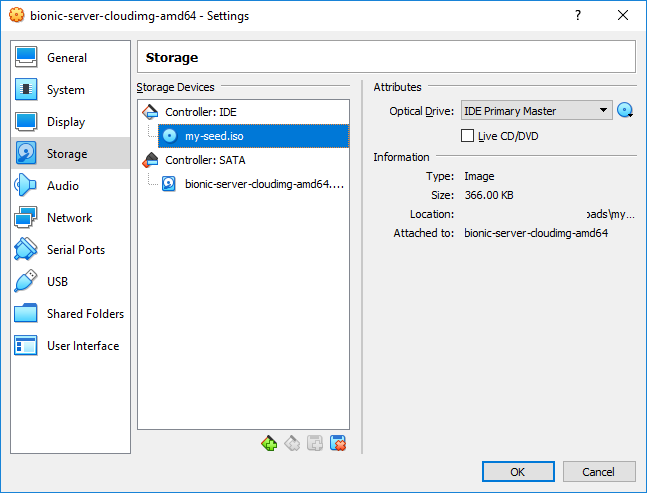 bionic-server-cloudimg-amd64 - Settings
?
General
System
Display
Storage
Audio
Network
Serial Ports
USB
Shared Folders
User Interface
Storage
Storage Devices
Controller: IDE
my-seed.iso
Controller: SATA
bionic-server-cloudimg-amd64....
Attributes
Optical Drive: IDE Primary Master
Live CD/DVD
Information
Type: Image
Size: 366.00 KB
Location: oads\my...
Attached to: bionic-server-cloudimg-amd64
OK
Cancel